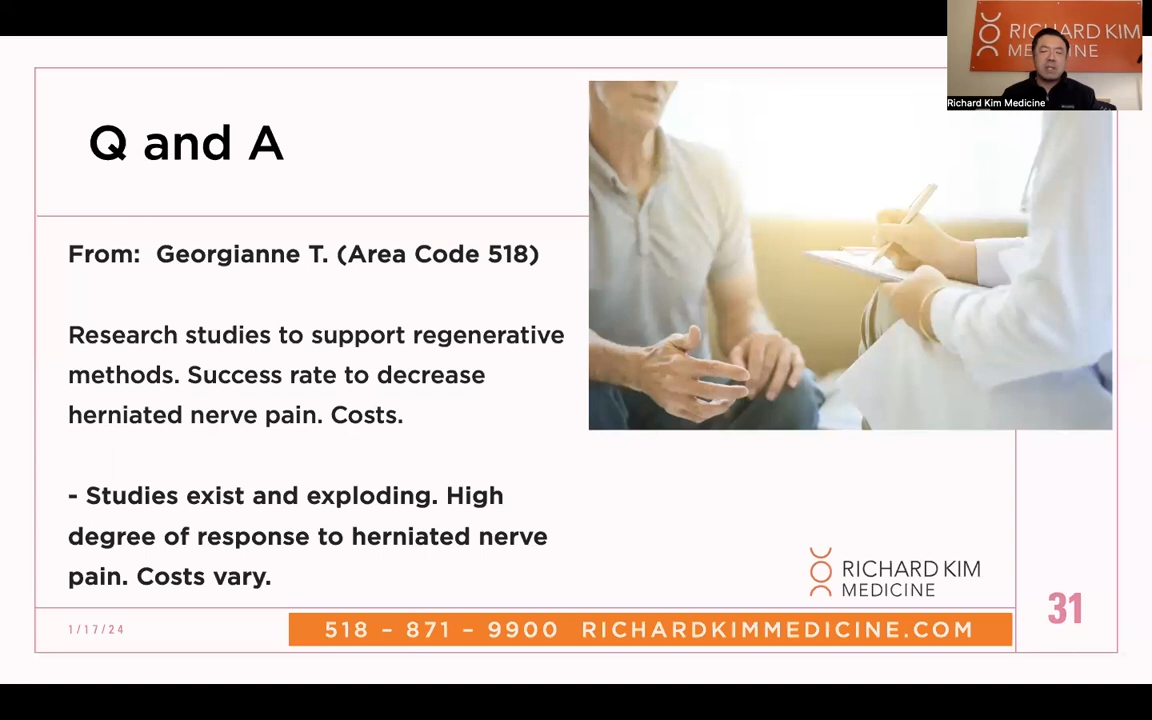 RICHARD KIM
MEDICINE
Richard Kim Medicine
Q and A
From:  Georgianne T. (Area Code 518)
Research studies to support regenerative
methods. Success rate to decrease
herniated nerve pain. Costs.
- Studies exist and exploding. High
degree of response to herniated nerve
pain. Costs vary.
RICHARD KIM
MEDICINE
31
1/17/24
518 – 871 – 9900  RICHARDKIMMEDICINE.COM